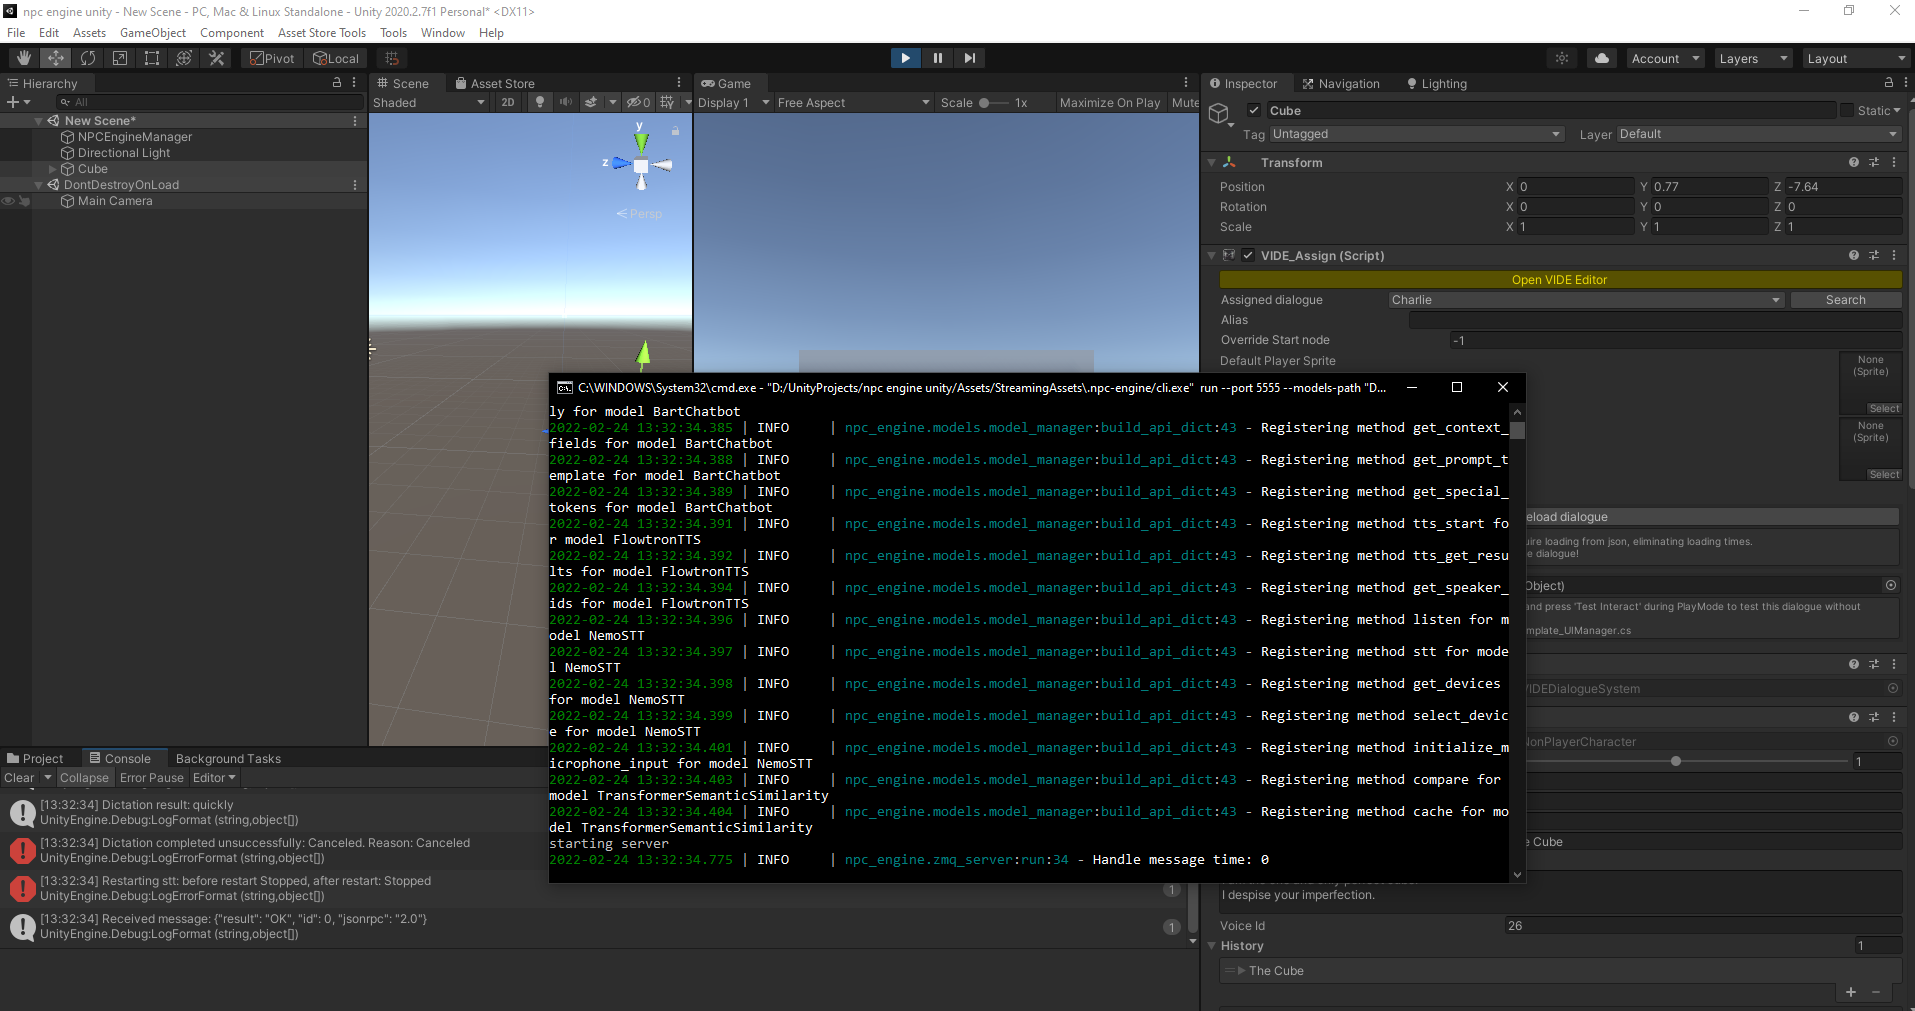 npc engine unity - New Scene - PC, Mac & Linux Standalone - Unity 2020.2.7f1 Personal* <DX11>
File Edit Assets GameObject Component Asset Store Tools Tools Window Help
Pivot Local Account Layers Layout
Hierarchy
All
New Scene*
NPCEngineManager
Directional Light
Cube
DontDestroyOnLoad
Main Camera
Scene Asset Store
Shaded 2D 0
y
z
Persp
Game
Display 1 Free Aspect Scale 1x Maximize On Play Mute
Inspector Navigation Lighting
Cube Static
Tag Untagged Layer Default
Transform
Position X 0 Y 0.77 Z -7.64
Rotation X 0 Y 0 Z 0
Scale X 1 Y 1 Z 1
VIDE_Assign (Script)
Open VIDE Editor
Assigned dialogue Charlie Search
Alias
Override Start node -1
Default Player Sprite
None
(Sprite)
Select
None
(Sprite)
Select
eload dialogue
uire loading from json, eliminating loading times.
e dialogue!
Object)
and press 'Test Interact' during PlayMode to test this dialogue without
mplate_UIManager.cs
VIDEDialogueSystem
NonPlayerCharacter
1
e Cube
I despise your imperfection.
Voice Id 26
History 1
The Cube
C:\WINDOWS\System32\cmd.exe - "D:/UnityProjects/npc engine unity/Assets/StreamingAssets\.npc-engine/cli.exe" run --port 5555 --models-path "D...
ly for model BartChatbot
2022-02-24 13:32:34.385 | INFO | npc_engine.models.model_manager:build_api_dict:43 - Registering method get_context_
fields for model BartChatbot
2022-02-24 13:32:34.388 | INFO | npc_engine.models.model_manager:build_api_dict:43 - Registering method get_prompt_t
emplate for model BartChatbot
2022-02-24 13:32:34.389 | INFO | npc_engine.models.model_manager:build_api_dict:43 - Registering method get_special_
tokens for model BartChatbot
2022-02-24 13:32:34.391 | INFO | npc_engine.models.model_manager:build_api_dict:43 - Registering method tts_start fo
r model FlowtronTTS
2022-02-24 13:32:34.392 | INFO | npc_engine.models.model_manager:build_api_dict:43 - Registering method tts_get_resu
lts for model FlowtronTTS
2022-02-24 13:32:34.394 | INFO | npc_engine.models.model_manager:build_api_dict:43 - Registering method get_speaker_
ids for model FlowtronTTS
2022-02-24 13:32:34.396 | INFO | npc_engine.models.model_manager:build_api_dict:43 - Registering method listen for m
odel NemoSTT
2022-02-24 13:32:34.397 | INFO | npc_engine.models.model_manager:build_api_dict:43 - Registering method stt for mode
l NemoSTT
2022-02-24 13:32:34.398 | INFO | npc_engine.models.model_manager:build_api_dict:43 - Registering method get_devices
for model NemoSTT
2022-02-24 13:32:34.399 | INFO | npc_engine.models.model_manager:build_api_dict:43 - Registering method select_devic
e for model NemoSTT
2022-02-24 13:32:34.401 | INFO | npc_engine.models.model_manager:build_api_dict:43 - Registering method initialize_m
icrophone_input for model NemoSTT
2022-02-24 13:32:34.403 | INFO | npc_engine.models.model_manager:build_api_dict:43 - Registering method compare for
model TransformerSemanticSimilarity
2022-02-24 13:32:34.404 | INFO | npc_engine.models.model_manager:build_api_dict:43 - Registering method cache for mo
del TransformerSemanticSimilarity
starting server
2022-02-24 13:32:34.775 | INFO | npc_engine.zmq_server:run:34 - Handle message time: 0
Project Console Background Tasks
Clear Collapse Error Pause Editor
[13:32:34] Dictation result: quickly
UnityEngine.Debug:LogFormat (string,object[])
[13:32:34] Dictation completed unsuccessfully: Canceled. Reason: Canceled
UnityEngine.Debug:LogErrorFormat (string,object[])
[13:32:34] Restarting stt: before restart Stopped, after restart: Stopped
UnityEngine.Debug:LogErrorFormat (string,object[])
1
[13:32:34] Received message: {"result": "OK", "id": 0, "jsonrpc": "2.0"}
UnityEngine.Debug:LogFormat (string,object[])
1